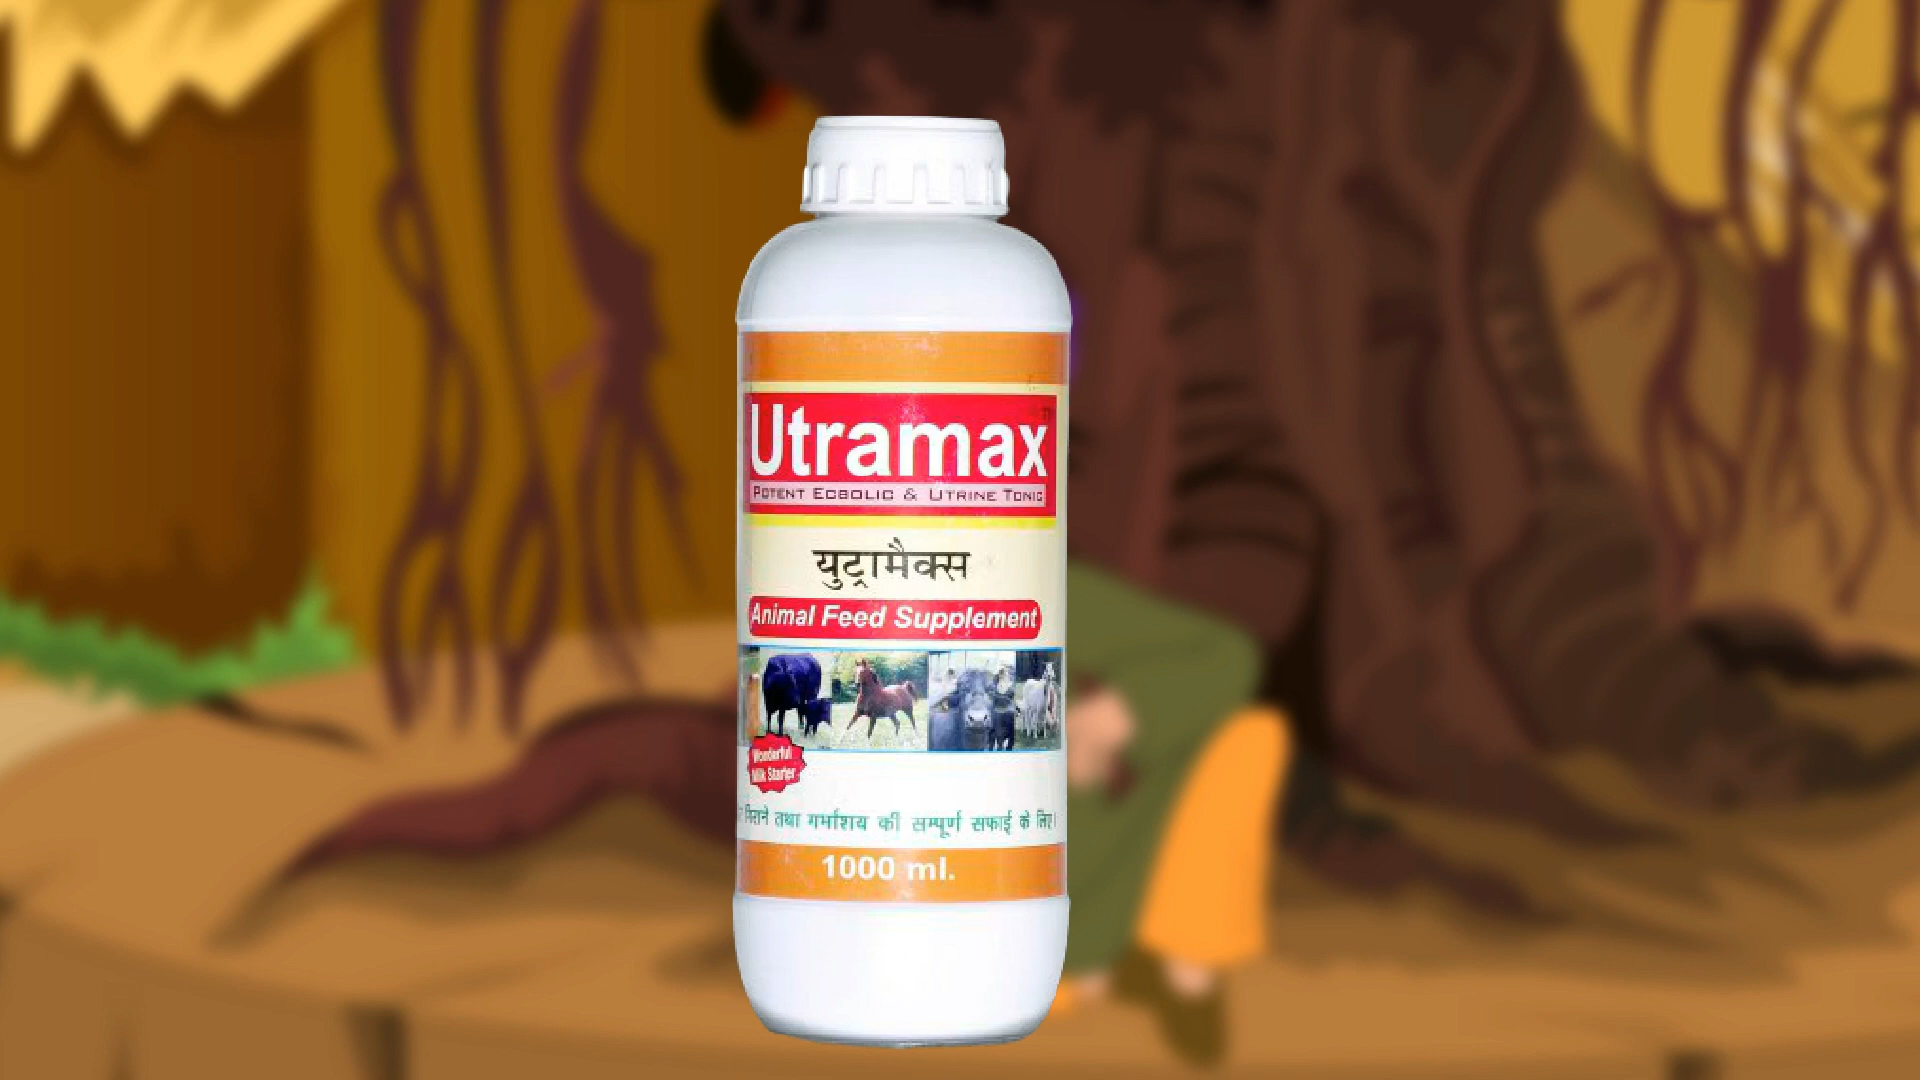 Utramax
POTENT ECBOLIC & UTRINE TONIC
युट्रामैक्स
Animal Feed Supplement
Wonderful
Milk Starter
गिराने तथा गर्भाशय की सम्पूर्ण सफाई के लिए
1000 ml.